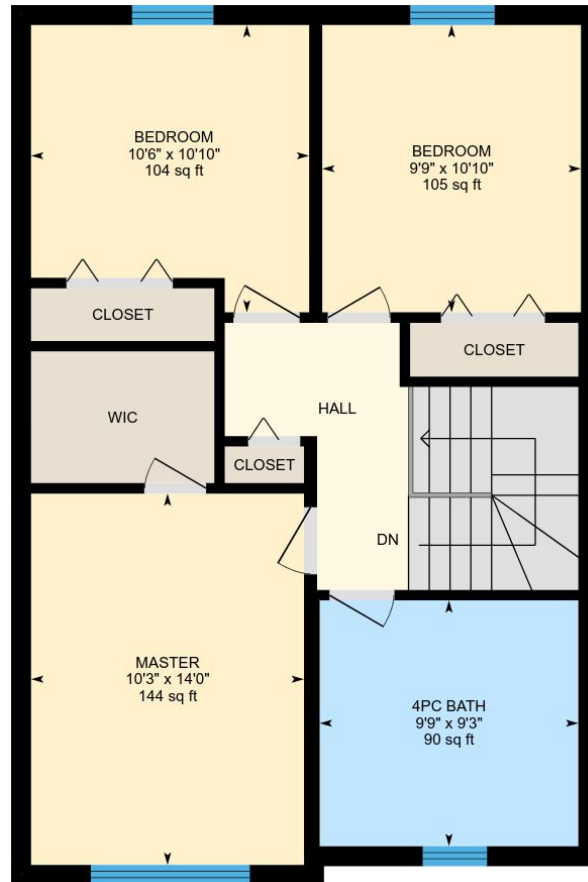 BEDROOM
10'6" x 10'10"
104 sq ft
BEDROOM
9'9" x 10'10"
105 sq ft
CLOSET
CLOSET
WIC
HALL
CLOSET
DN
MASTER
10'3" x 14'0"
144 sq ft
4PC BATH
9'9" x 9'3"
90 sq ft